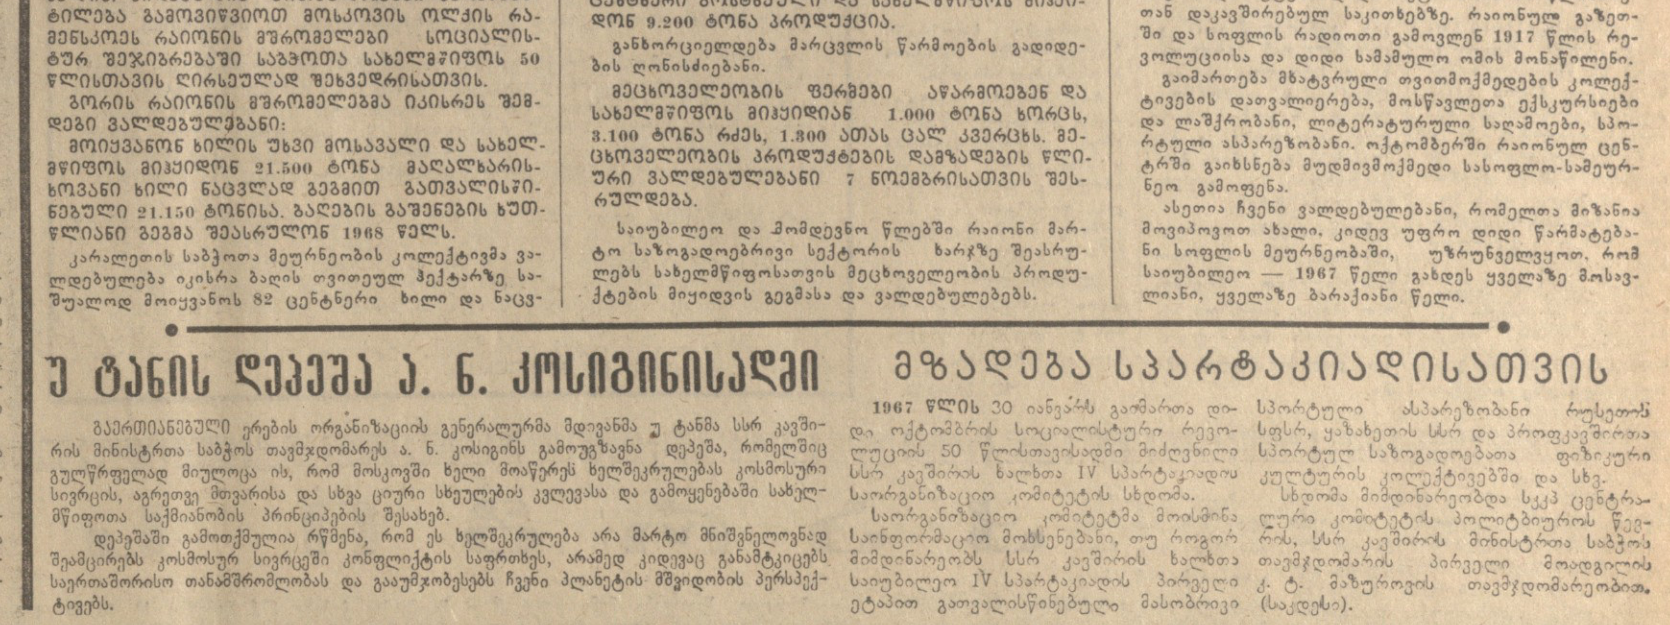 ტილება გამოვიწვიოთ მოსკოვის ოლქის რა-
მენსკოეს რაიონის მშრომელები სოციალის-
ტურ შეჯიბრებაში საბჭოთა სახელმწიფოს 50
წლისთავის ღირსეულად შეხვედრისათვის.
გორის რაიონის მშრომელებმა იკისრეს შემ-
დეგი ვალდებულებანი:
მოიყვანონ ხილის უხვი მოსავალი და სახელ-
მწიფოს მიჰყიდონ 21.500 ტონა მაღალხარის-
ხოვანი ხილი ნაცვლად გეგმით გათვალისწი-
ნებული 21.150 ტონისა. ბაღების გაშენების ხუთ-
წლიანი გეგმა შეასრულონ 1968 წელს.
კარალეთის საბჭოთა მეურნეობის კოლექტივმა ვა-
ლდებულება იკისრა ბაღის თვითეულ ჰექტარზე სა-
შუალოდ მოიყვანოს 82 ცენტნერი ხილი და ნაცვ-
დონ 9.200 ტონა პროდუქცია.
განხორციელდება მარცვლის წარმოების გადიდე-
ბის ღონისძიებანი.
მეცხოველეობის ფერმები აწარმოებენ და
სახელმწიფოს მიჰყიდიან 1.000 ტონა ხორცს,
3.100 ტონა რძეს, 1.300 ათას ცალ კვერცხს. მე-
ცხოველეობის პროდუქტების დამზადების წლი-
ური ვალდებულებანი 7 ნოემბრისათვის შეს-
რულდება.
საიუბილეო და მომდევნო წლებში რაიონი მარ-
ტო საზოგადოებრივი სექტორის ხარჯზე შეასრუ-
ლებს სახელმწიფოსათვის მეცხოველეობის პროდუ-
ქტების მიყიდვის გეგმასა და ვალდებულებებს.
თან დაკავშირებულ საკითხებზე. რაიონულ გაზეთ-
ში და სოფლის რადიოთი გამოვლენ 1917 წლის რე-
ვოლუციისა და დიდი სამამულო ომის მონაწილენი.
გაიმართება მხატვრული თვითმოქმედების კოლექ-
ტივების დათვალიერება, მოსწავლეთა ექსკურსიები
და ლაშქრობანი, ლიტერატურული საღამოები, სპო-
რტული ასპარეზობანი. ოქტომბერში რაიონულ ცენ-
ტრში გაიხსნება მუდმივმოქმედი სასოფლო-სამეურ-
ნეო გამოფენა.
ასეთია ჩვენი ვალდებულებანი, რომელთა მიზანია
მოვიპოვოთ ახალი, კიდევ უფრო დიდი წარმატება-
ნი სოფლის მეურნეობაში, უზრუნველვყოთ, რომ
საიუბილეო — 1967 წელი გახდეს ყველაზე მოსავ-
ლიანი, ყველაზე ბარაქიანი წელი.
უ ტანის დეპეშა ა. ნ. კოსიგინისადმი
გაერთიანებული ერების ორგანიზაციის გენერალურმა მდივანმა უ ტანმა სსრ კავში-
რის მინისტრთა საბჭოს თავმჯდომარეს ა. ნ. კოსიგინს გამოუგზავნა დეპეშა, რომელშიც
გულწრფელად მიულოცა ის, რომ მოსკოვში ხელი მოაწერეს ხელშეკრულებას კოსმოსური
სივრცის, აგრეთვე მთვარისა და სხვა ციური სხეულების კვლევასა და გამოყენებაში სახელ-
მწიფოთა საქმიანობის პრინციპების შესახებ.
დეპეშაში გამოთქმულია რწმენა, რომ ეს ხელშეკრულება არა მარტო მნიშვნელოვნად
შეამცირებს კოსმოსურ სივრცეში კონფლიქტის საფრთხეს, არამედ კიდევაც განამტკიცებს
საერთაშორისო თანამშრომლობას და გააუმჯობესებს ჩვენი პლანეტის მშვიდობის პერსპექ-
ტივებს.
მზადება სპარტაკიადისათვის
1967 წლის 30 იანვარს გაიმართა დი-
დი ოქტომბრის სოციალისტური რევო-
ლუციის 50 წლისთავისადმი მიძღვნილი
სსრ კავშირის ხალხთა IV სპარტაკიადის
საორგანიზაციო კომიტეტის სხდომა.
საორგანიზაციო კომიტეტმა მოისმინა
საინფორმაციო მოხსენებანი, თუ როგორ
მიმდინარეობს სსრ კავშირის ხალხთა
საიუბილეო IV სპარტაკიადის პირველი
ეტაპით გათვალისწინებული მასობრივი
სპორტული ასპარეზობანი რუსეთის
სფსრ, ყაზახეთის სსრ და პროფკავშირთა
სპორტულ საზოგადოებათა ფიზიკური
კულტურის კოლექტივებში და სხვ.
სხდომა მიმდინარეობდა სკკპ ცენტრა-
ლური კომიტეტის პოლიტბიუროს წევ-
რის, სსრ კავშირის მინისტრთა საბჭოს
თავმჯდომარის პირველი მოადგილის
კ. ტ. მაზუროვის თავმჯდომარეობით.
(საკდესი).